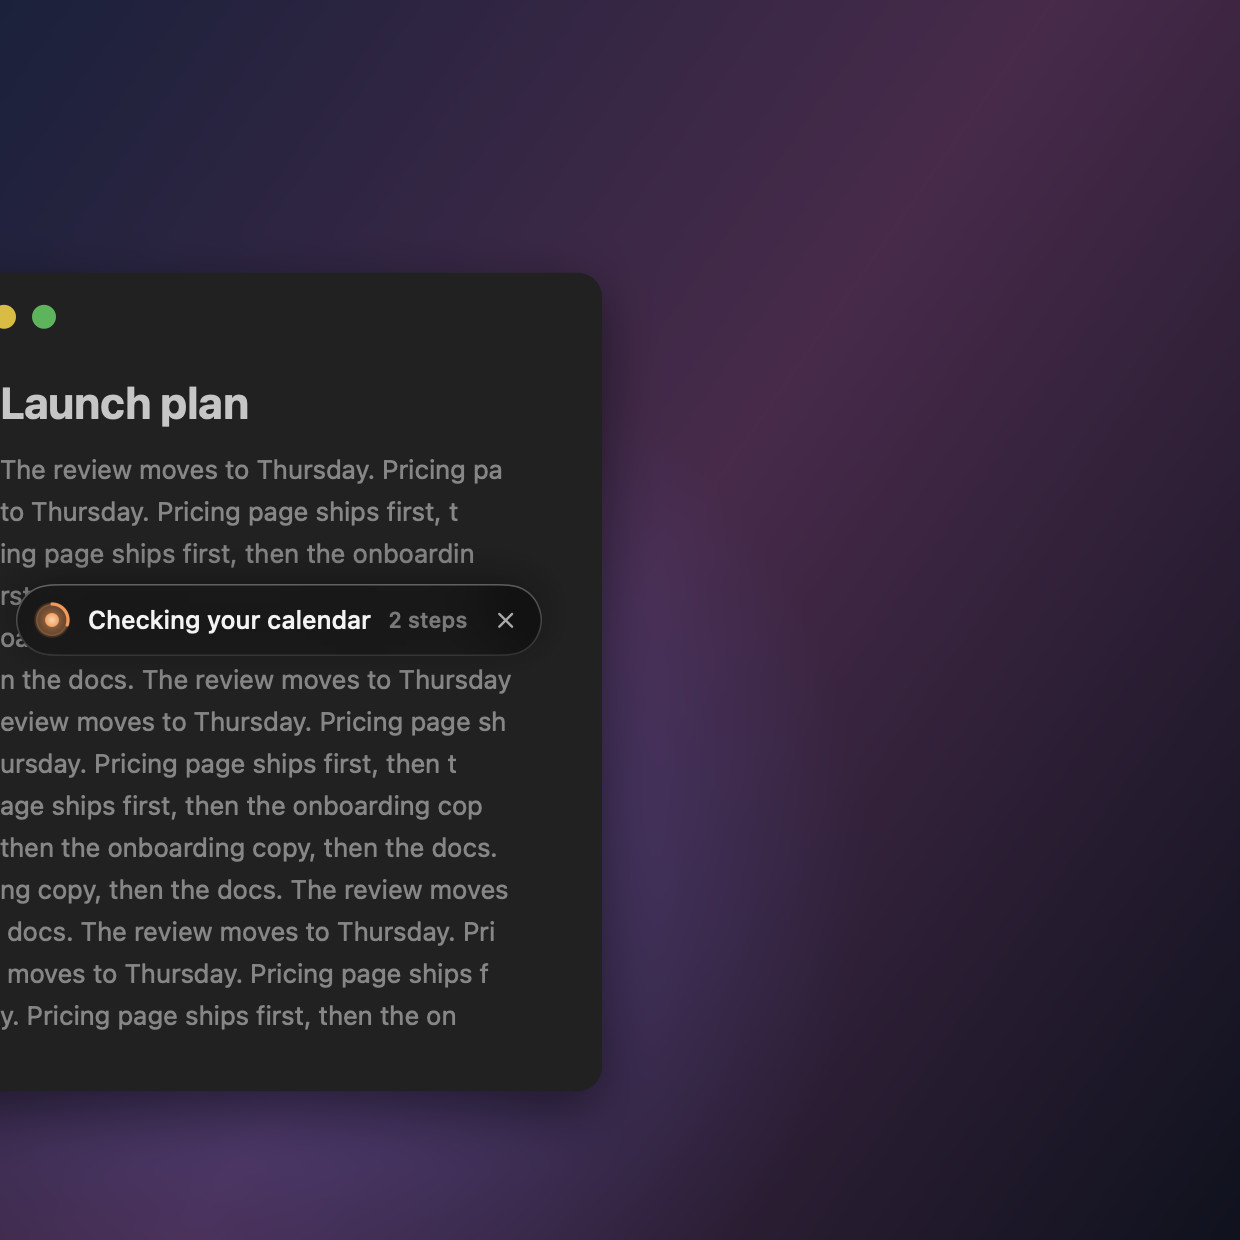 Launch plan
The review moves to Thursday. Pricing pa
to Thursday. Pricing page ships first, t
ing page ships first, then the onboardin
rst
Checking your calendar 2 steps
oa
n the docs. The review moves to Thursday
eview moves to Thursday. Pricing page sh
ursday. Pricing page ships first, then t
age ships first, then the onboarding cop
then the onboarding copy, then the docs.
ng copy, then the docs. The review moves
docs. The review moves to Thursday. Pri
moves to Thursday. Pricing page ships f
y. Pricing page ships first, then the on